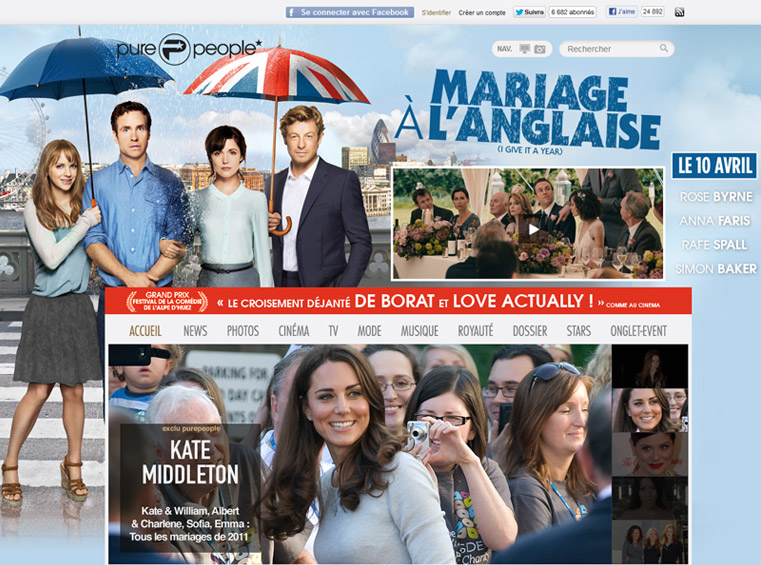 Se connecter avec Facebook
S'identifier
Créer un compte
Suivre
6 682 abonnés
J'aime
24 892
pure P people*
NAV.
Rechercher
MARIAGE
À L'ANGLAISE
(I GIVE IT A YEAR)
LE 10 AVRIL
ROSE BYRNE
ANNA FARIS
RAFE SPALL
SIMON BAKER
GRAND PRIX
FESTIVAL DE LA COMÉDIE
DE L'ALPE D'HUEZ
« LE CROISEMENT DÉJANTÉ DE BORAT ET LOVE ACTUALLY ! » COMME AU CINEMA
ACCUEIL NEWS PHOTOS CINÉMA TV MODE MUSIQUE ROYAUTÉ DOSSIER STARS ONGLET-EVENT
PARKING FOR
DAY CA
exclu purepeople
KATE
MIDDLETON
Kate & William, Albert
& Charlene, Sofia, Emma :
Tous les mariages de 2011